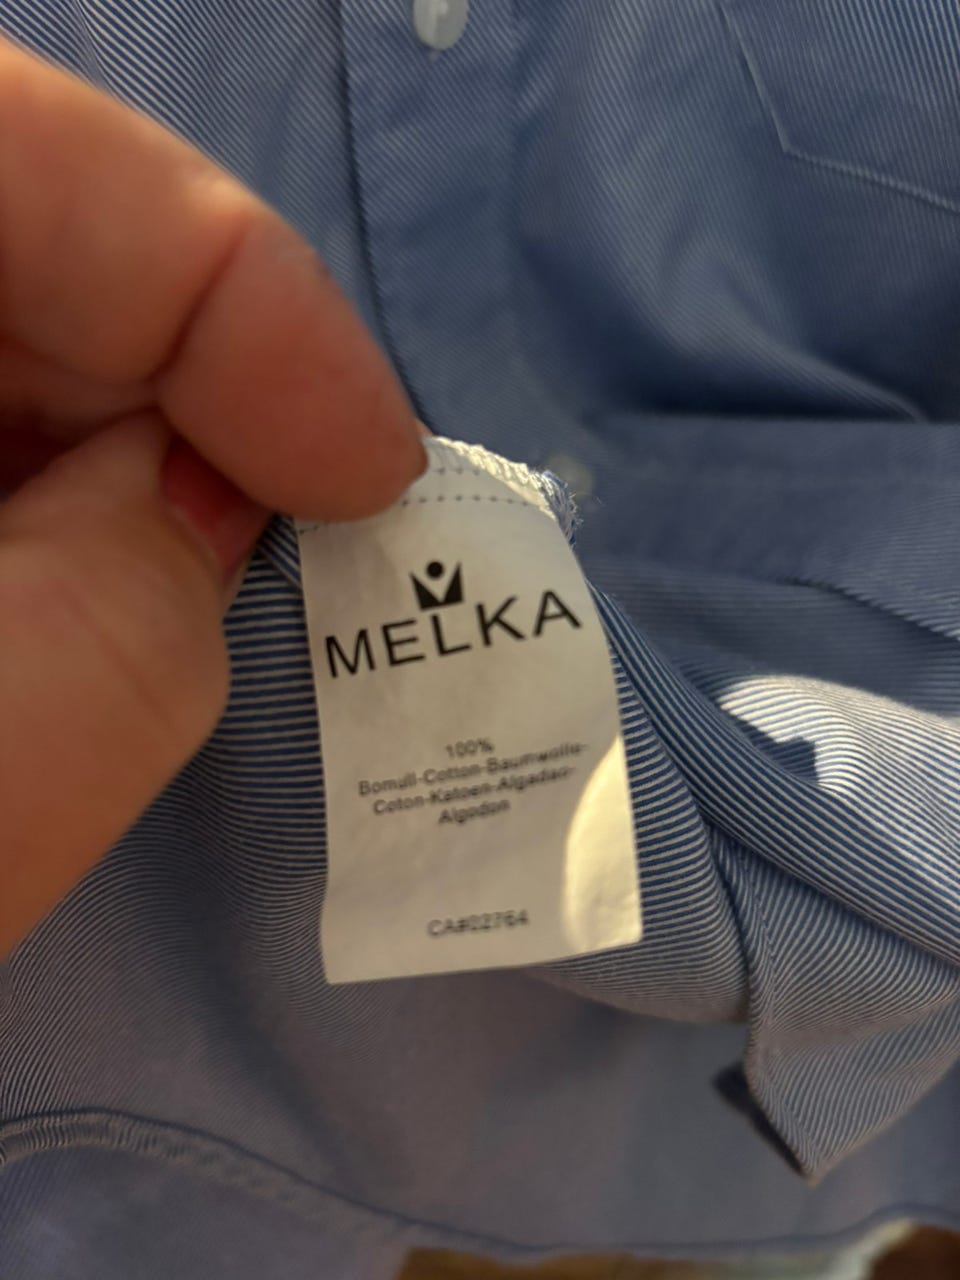 MELKA
100%
Bomull-Cotton-Baumwolle-
Coton-Katoen-Algadao-
Algodon
CA#02764